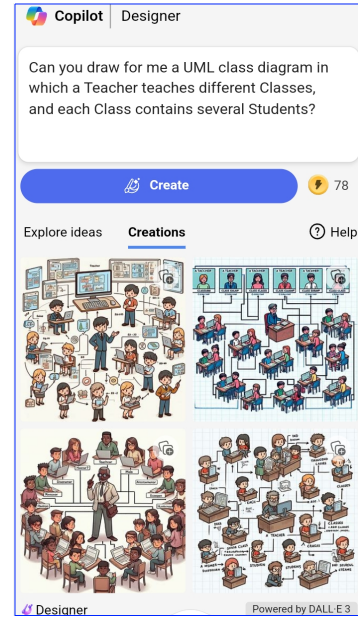 Copilot Designer
Can you draw for me a UML class diagram in
which a Teacher teaches different Classes,
and each Class contains several Students?
Create
78
Explore ideas
Creations
Help
A TEACHER
Designer
Powered by DALL·E 3